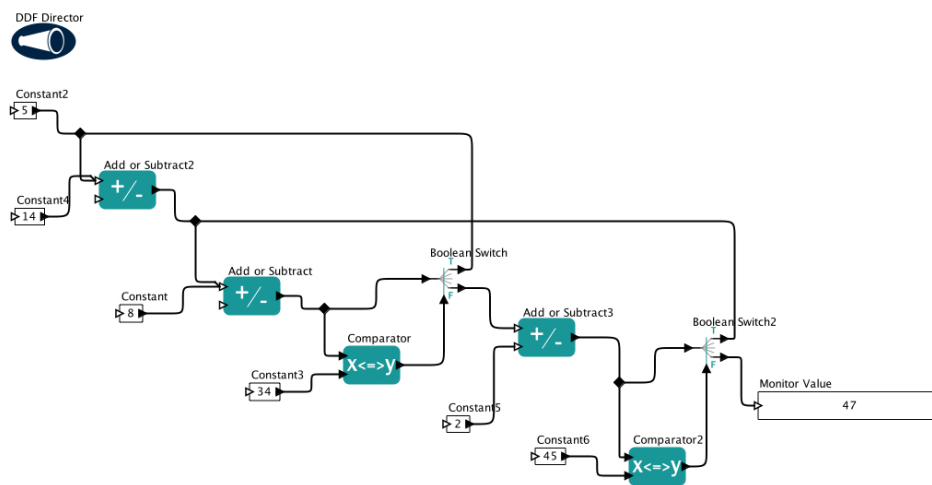 DDF Director
Constant2
5
Add or Subtract2
+/-
Constant4
14
Boolean Switch
T
F
Add or Subtract
+/-
Constant
8
Add or Subtract3
+/-
Boolean Switch2
T
F
Comparator
x<=>y
Constant3
34
Monitor Value
47
Constant5
2
Constant6
45
Comparator2
x<=>y